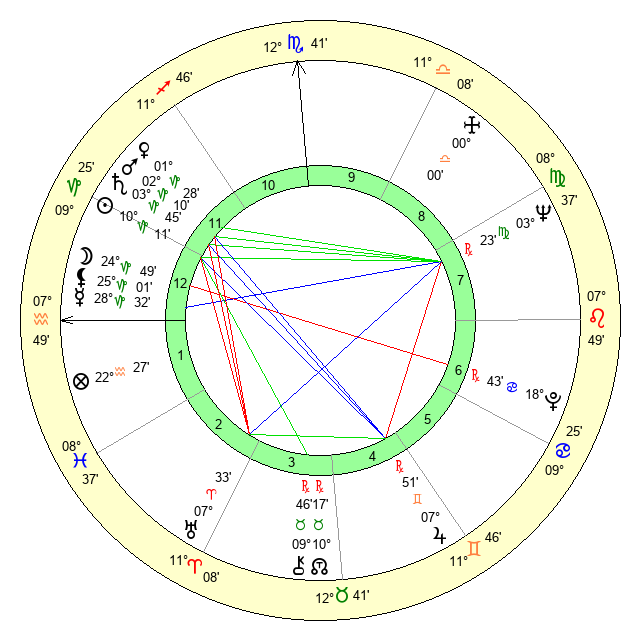 12° ♏ 41'
11° ♎ 08'
11° ♐ 46'
08° ♍ 37'
09° ♑ 25'
07° ♒ 49'
07° ♌ 49'
08° ♓ 37'
09° ♋ 25'
11° ♈ 08'
11° ♊ 46'
12° ♉ 41'
♀ 01° ♑ 28'
♂ 02° ♑ 10'
♄ 03° ♑ 45'
☉ 10° ♑ 11'
☽ 24° ♑ 49'
⚸ 25° ♑ 01'
☿ 28° ♑ 32'
⊗ 22° ♒ 27'
♅ 07° ♈ 33'
⚷ 09° ♉ 46' ℞
☊ 10° ♉ 17' ℞
♃ 07° ♊ 51' ℞
♇ 18° ♋ 43' ℞
♆ 03° ♍ 23' ℞
00° ♎ 00'
1
2
3
4
5
6
7
8
9
10
11
12